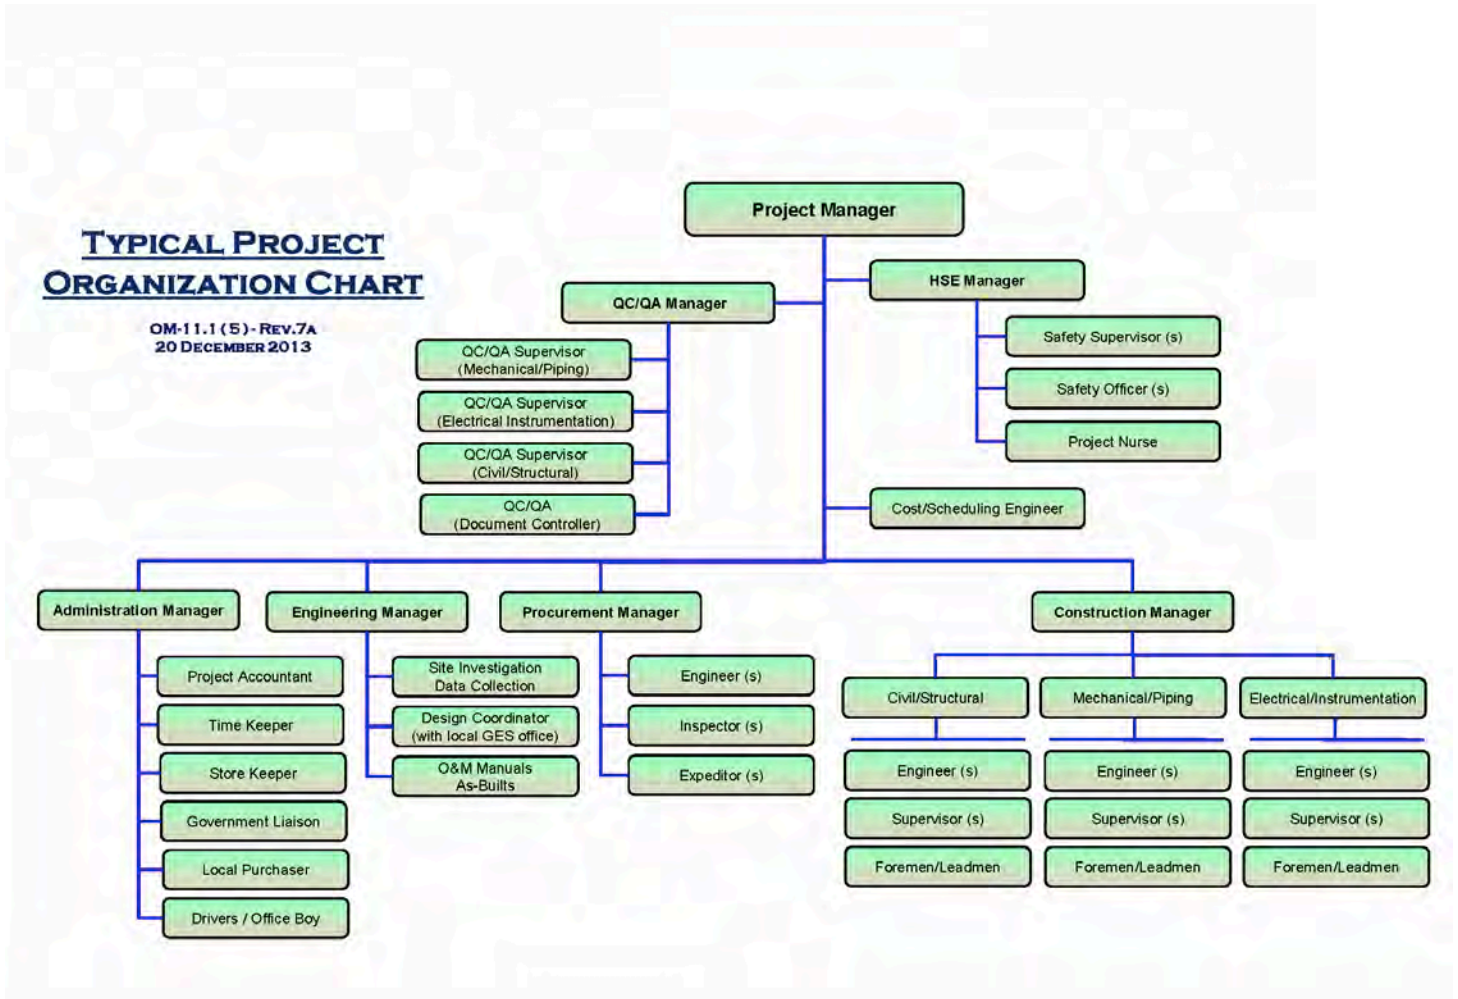 Project Manager
TYPICAL PROJECT
ORGANIZATION CHART
OM-11.1 (5) - REV.7A
20 DECEMBER 2013
HSE Manager
QC/QA Manager
Safety Supervisor (s)
Safety Officer (s)
Project Nurse
QC/QA Supervisor
(Mechanical/Piping)
QC/QA Supervisor
(Electrical Instrumentation)
QC/QA Supervisor
(Civil/Structural)
QC/QA
(Document Controller)
Cost/Scheduling Engineer
Administration Manager
Project Accountant
Time Keeper
Store Keeper
Government Liaison
Local Purchaser
Drivers / Office Boy
Engineering Manager
Site Investigation
Data Collection
Design Coordinator
(with local GES office)
O&M Manuals
As-Builts
Procurement Manager
Engineer (s)
Inspector (s)
Expeditor (s)
Construction Manager
Civil/Structural
Engineer (s)
Supervisor (s)
Foremen/Leadmen
Mechanical/Piping
Engineer (s)
Supervisor (s)
Foremen/Leadmen
Electrical/Instrumentation
Engineer (s)
Supervisor (s)
Foremen/Leadmen